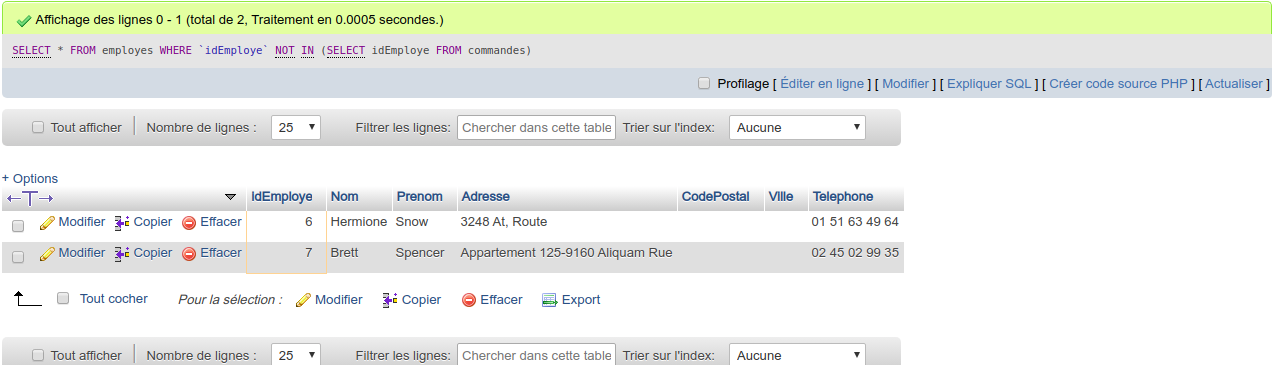 Affichage des lignes 0 - 1 (total de 2, Traitement en 0.0005 secondes.)
SELECT * FROM employes WHERE `idEmploye` NOT IN (SELECT idEmploye FROM commandes)
Profilage [ Éditer en ligne ] [ Modifier ] [ Expliquer SQL ] [ Créer code source PHP ] [ Actualiser ]
Tout afficher Nombre de lignes : 25 Filtrer les lignes: Chercher dans cette table Trier sur l'index: Aucune
+ Options
IdEmploye Nom Prenom Adresse CodePostal Ville Telephone
Modifier Copier Effacer 6 Hermione Snow 3248 At, Route 01 51 63 49 64
Modifier Copier Effacer 7 Brett Spencer Appartement 125-9160 Aliquam Rue 02 45 02 99 35
Tout cocher Pour la sélection : Modifier Copier Effacer Export
Tout afficher Nombre de lignes : 25 Filtrer les lignes: Chercher dans cette table Trier sur l'index: Aucune